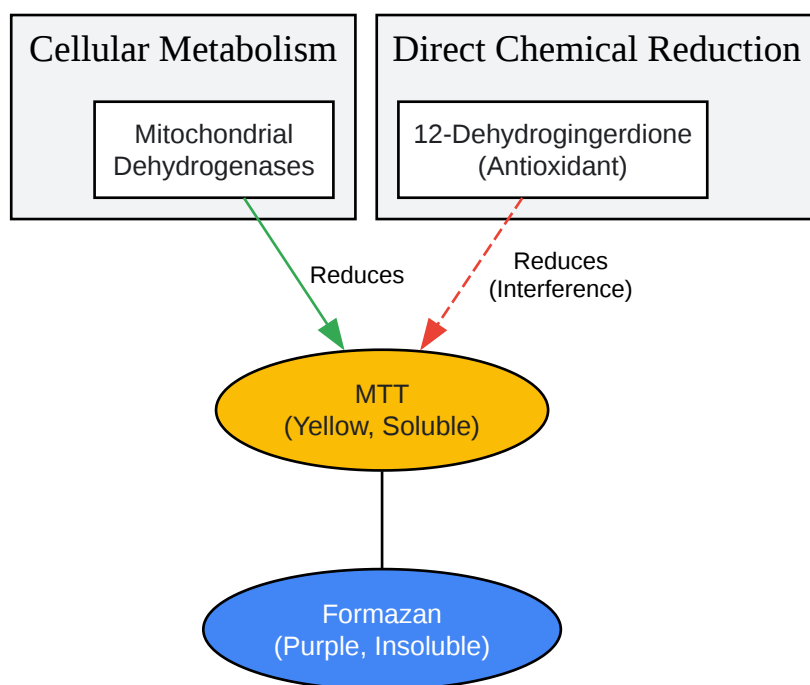 Cellular Metabolism
Direct Chemical Reduction
Mitochondrial
Dehydrogenases
12-Dehydrogingerdione
(Antioxidant)
Reduces
Reduces
(Interference)
MTT
(Yellow, Soluble)
Formazan
(Purple, Insoluble)